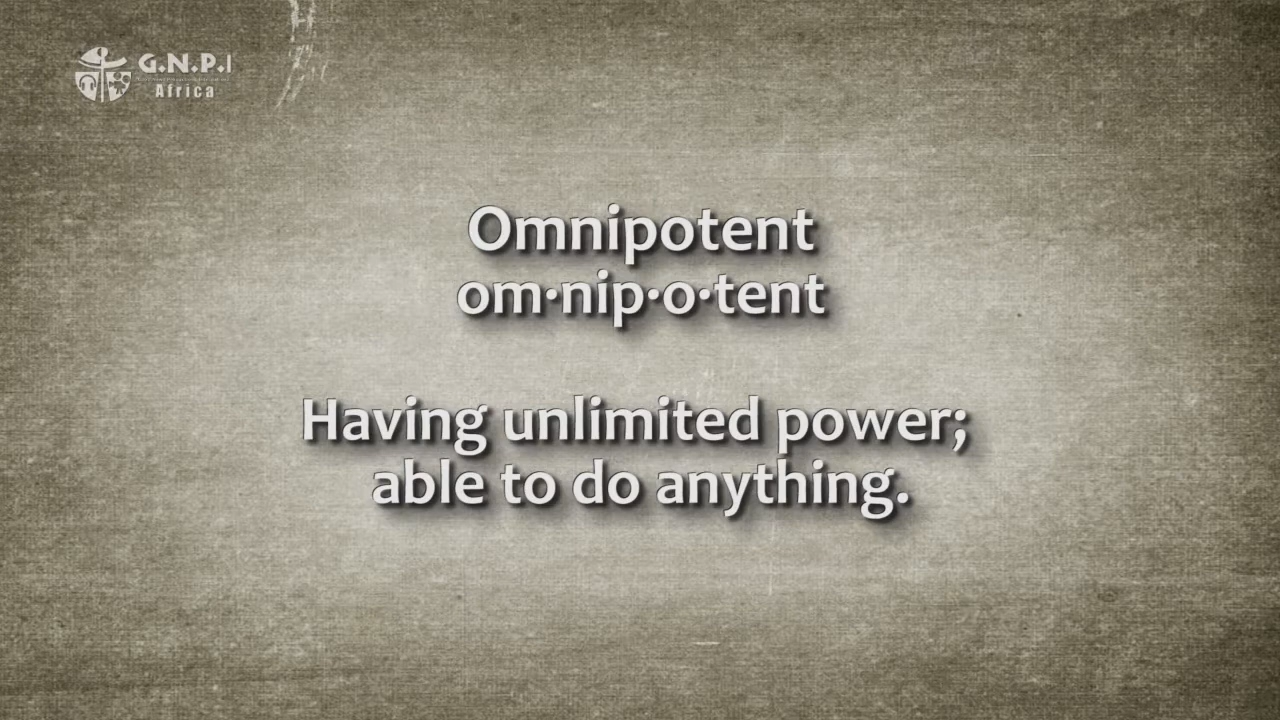 G.N.P.I
Africa
Omnipotent
om·nip·o·tent
Having unlimited power;
able to do anything.